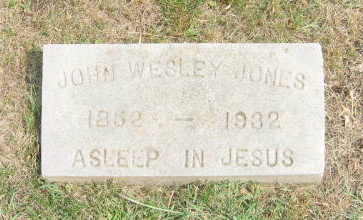 JOHN WESLEY JONES
1852 — 1932
ASLEEP IN JESUS